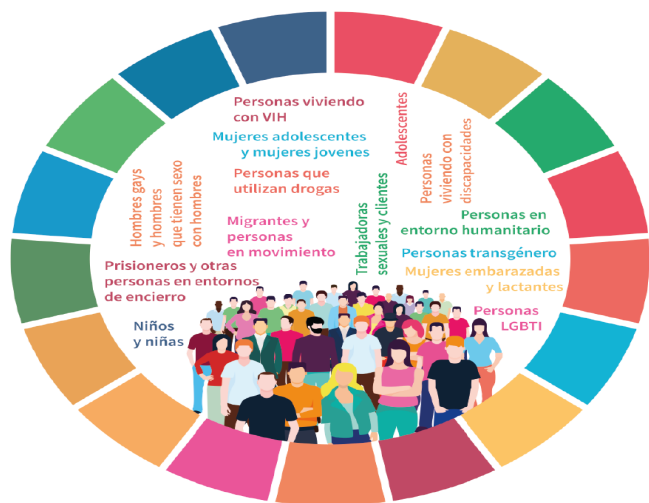 Personas viviendo
con VIH
Mujeres adolescentes
y mujeres jovenes
Personas que
utilizan drogas
Migrantes y
personas
en movimiento
Hombres gays
y hombres
que tienen sexo
con hombres
Prisioneros y otras
personas en entornos
de encierro
Niños
y niñas
Adolescentes
Personas
viviendo con
discapacidades
Trabajadoras
sexuales y clientes
Personas en
entorno humanitario
Personas transgénero
Mujeres embarazadas
y lactantes
Personas
LGBTI